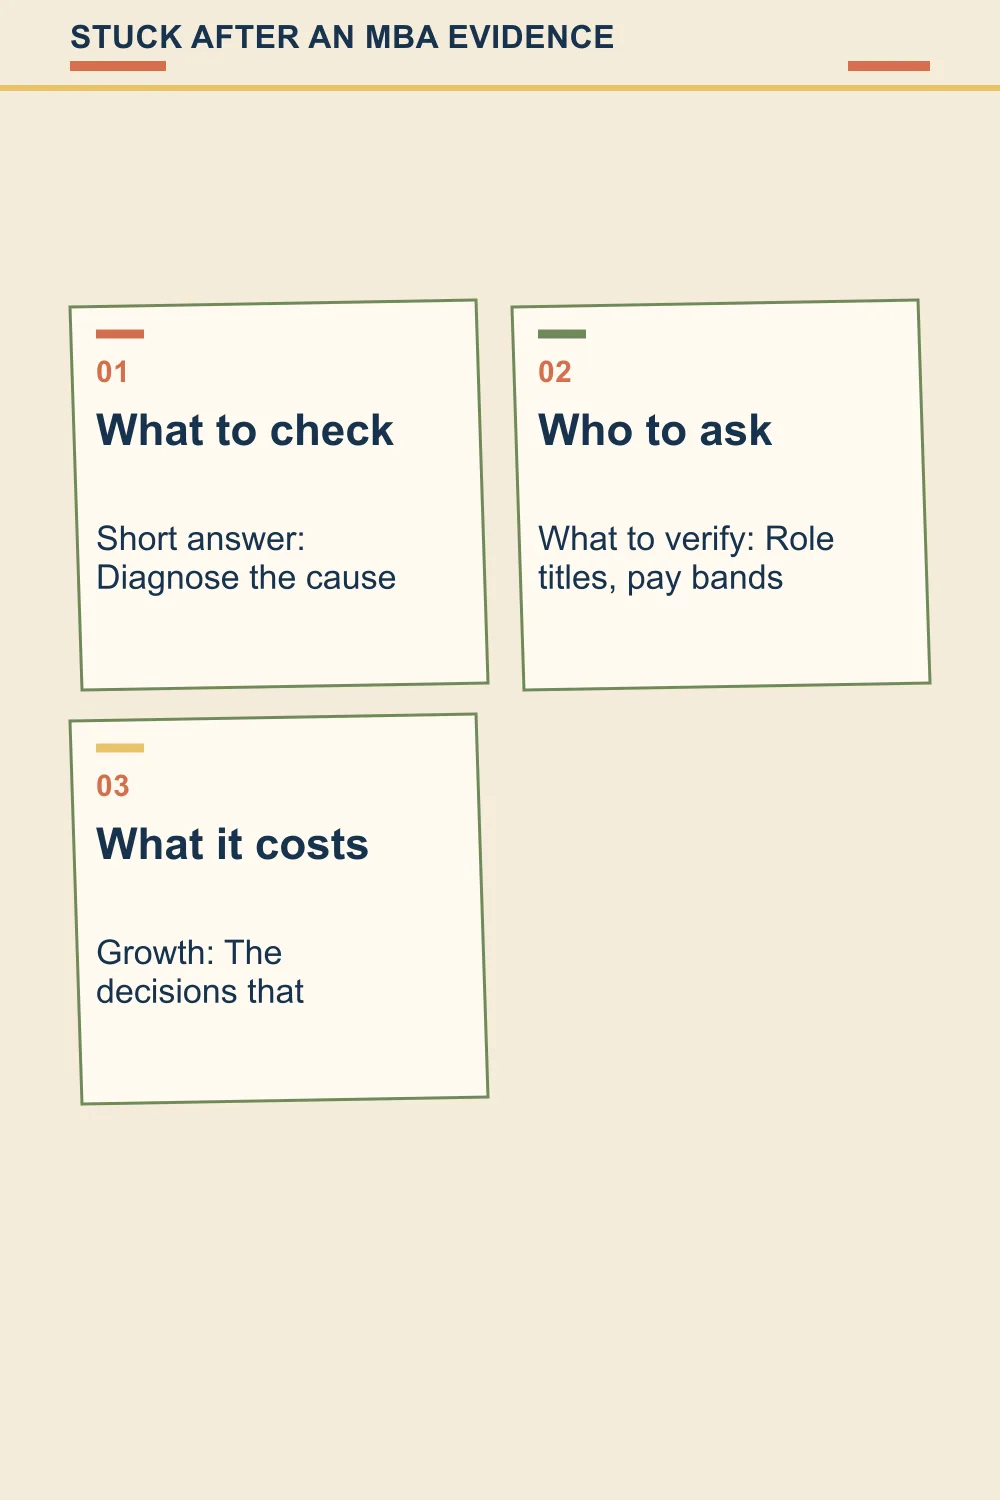 STUCK AFTER AN MBA EVIDENCE
01
What to check
Short answer:
Diagnose the cause
02
Who to ask
What to verify: Role
titles, pay bands
03
What it costs
Growth: The
decisions that